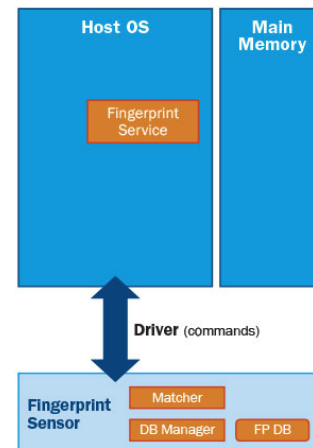 Host OS
Main
Memory
Fingerprint
Service
Driver (commands)
Fingerprint
Sensor
Matcher
DB Manager
FP DB